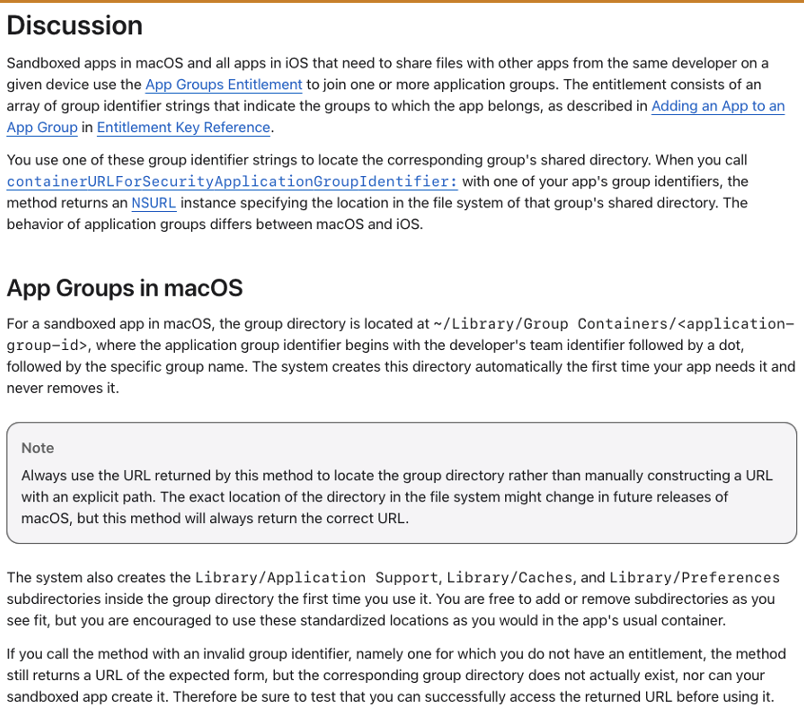 Discussion
Sandboxed apps in macOS and all apps in iOS that need to share files with other apps from the same developer on a
given device use the App Groups Entitlement to join one or more application groups. The entitlement consists of an
array of group identifier strings that indicate the groups to which the app belongs, as described in Adding an App to an
App Group in Entitlement Key Reference.
You use one of these group identifier strings to locate the corresponding group's shared directory. When you call
containerURLForSecurityApplicationGroupIdentifier: with one of your app's group identifiers, the
method returns an NSURL instance specifying the location in the file system of that group's shared directory. The
behavior of application groups differs between macOS and iOS.
App Groups in macOS
For a sandboxed app in macOS, the group directory is located at ~/Library/Group Containers/<application-
group-id>, where the application group identifier begins with the developer's team identifier followed by a dot,
followed by the specific group name. The system creates this directory automatically the first time your app needs it and
never removes it.
Note
Always use the URL returned by this method to locate the group directory rather than manually constructing a URL
with an explicit path. The exact location of the directory in the file system might change in future releases of
macOS, but this method will always return the correct URL.
The system also creates the Library/Application Support, Library/Caches, and Library/Preferences
subdirectories inside the group directory the first time you use it. You are free to add or remove subdirectories as you
see fit, but you are encouraged to use these standardized locations as you would in the app's usual container.
If you call the method with an invalid group identifier, namely one for which you do not have an entitlement, the method
still returns a URL of the expected form, but the corresponding group directory does not actually exist, nor can your
sandboxed app create it. Therefore be sure to test that you can successfully access the returned URL before using it.